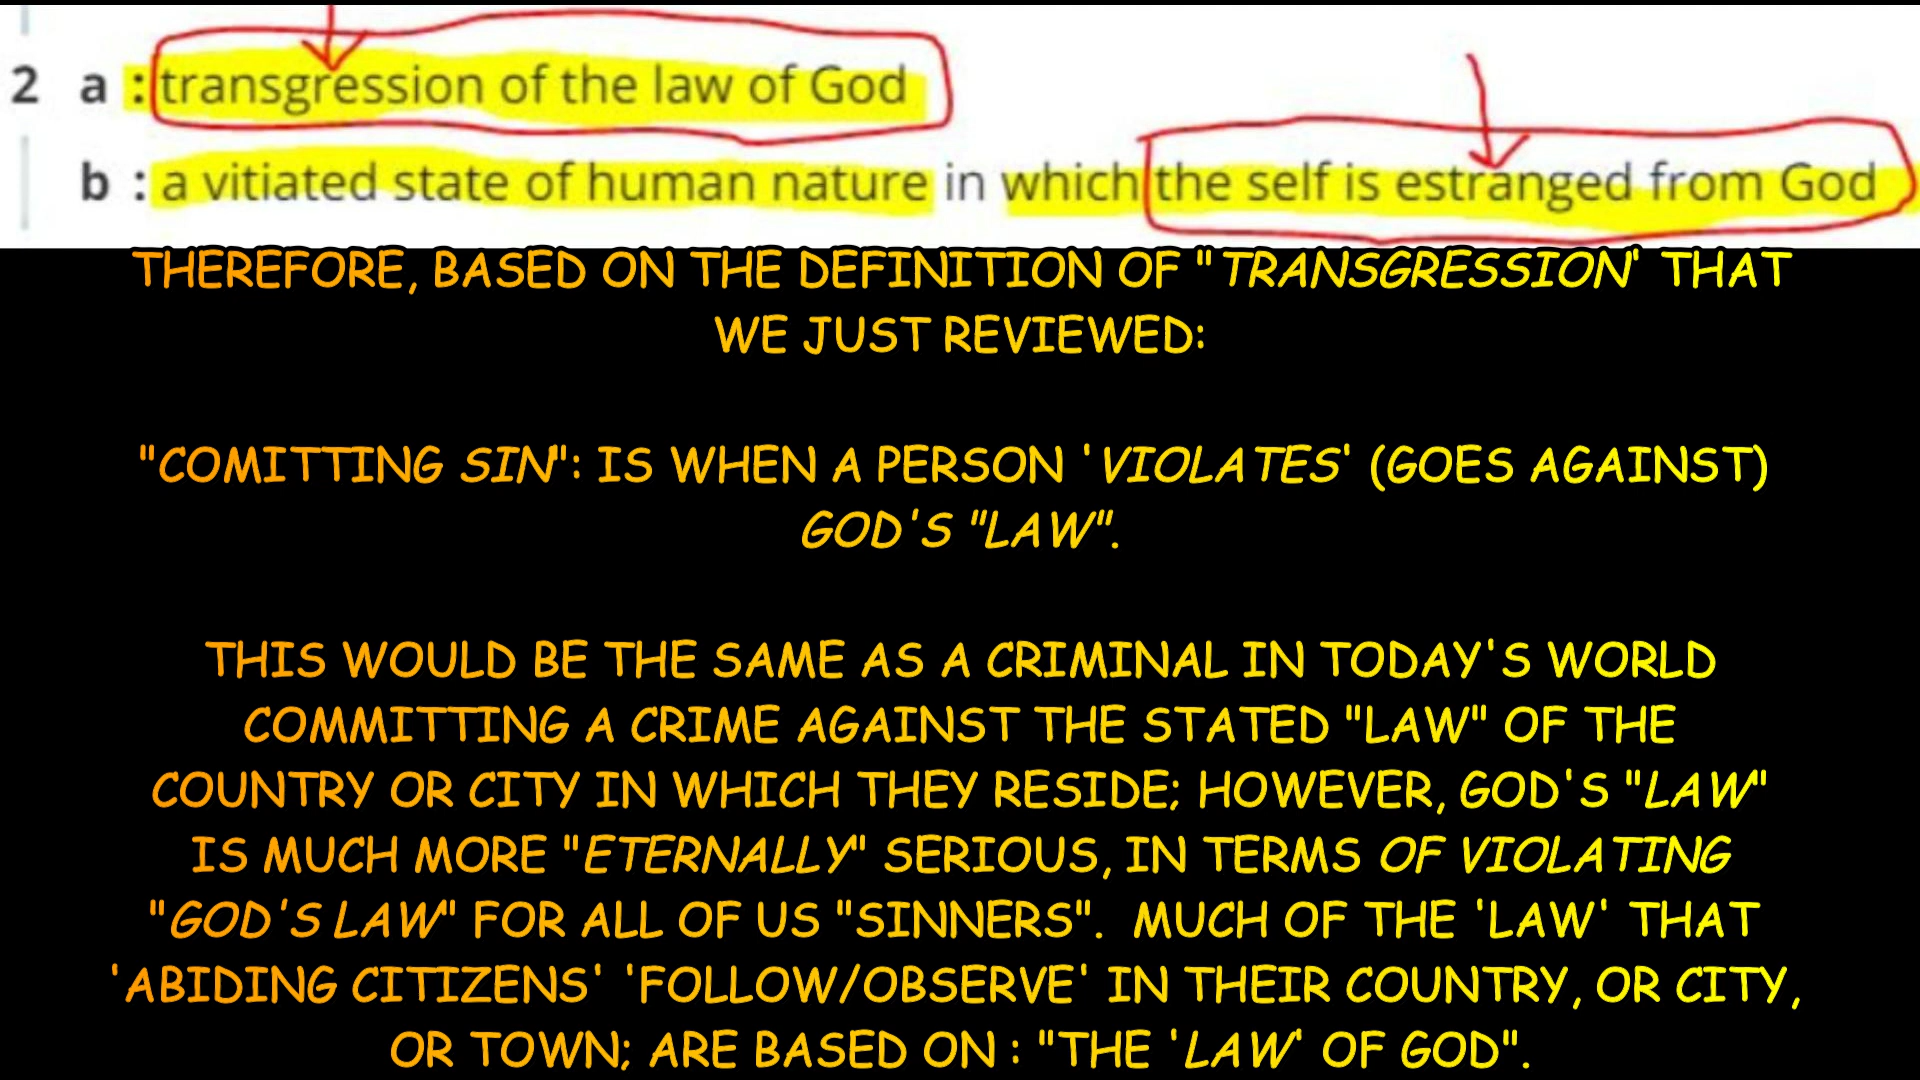 2 a : transgression of the law of God
b : a vitiated state of human nature in which the self is estranged from God
THEREFORE, BASED ON THE DEFINITION OF "TRANSGRESSION' THAT
WE JUST REVIEWED:
"COMITTING SIN": IS WHEN A PERSON 'VIOLATES' (GOES AGAINST)
GOD'S "LAW".
THIS WOULD BE THE SAME AS A CRIMINAL IN TODAY'S WORLD
COMMITTING A CRIME AGAINST THE STATED "LAW" OF THE
COUNTRY OR CITY IN WHICH THEY RESIDE; HOWEVER, GOD'S "LAW"
IS MUCH MORE "ETERNALLY" SERIOUS, IN TERMS OF VIOLATING
"GOD'S LAW" FOR ALL OF US "SINNERS". MUCH OF THE 'LAW' THAT
'ABIDING CITIZENS' 'FOLLOW/OBSERVE' IN THEIR COUNTRY, OR CITY,
OR TOWN; ARE BASED ON : "THE 'LAW' OF GOD".